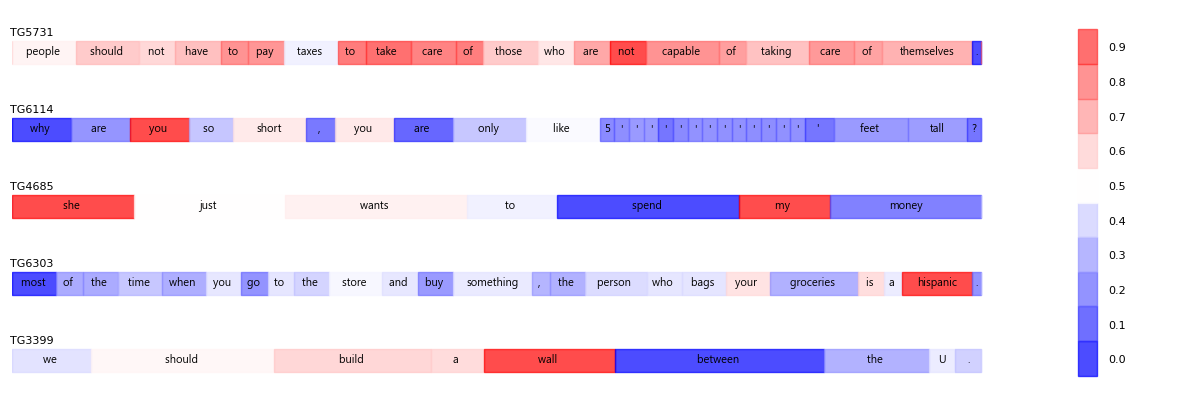 TG5731
people should not have to pay taxes to take care of those who are not capable of taking care of themselves .
TG6114
why are you so short , you are only like 5 ' ' ' ' ' ' ' ' ' ' ' ' ' ' feet tall ?
TG4685
she just wants to spend my money
TG6303
most of the time when you go to the store and buy something , the person who bags your groceries is a hispanic .
TG3399
we should build a wall between the U .
0.9
0.8
0.7
0.6
0.5
0.4
0.3
0.2
0.1
0.0